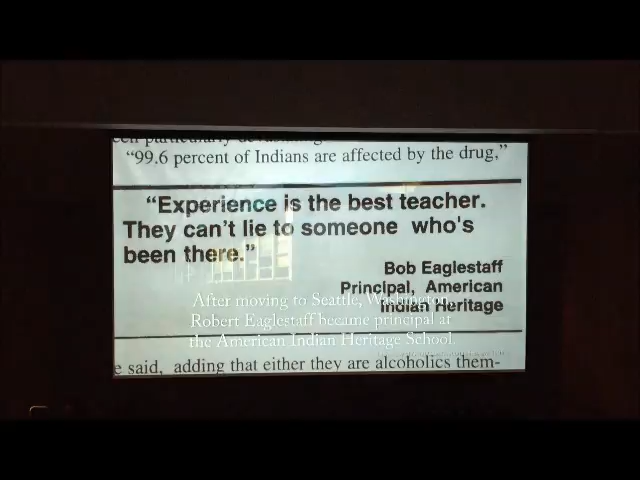 "99.6 percent of Indians are affected by the drug,"
"Experience is the best teacher.
They can't lie to someone who's
been there."
Bob Eaglestaff
Principal, American
Indian Heritage
After moving to Seattle, Washington,
Robert Eaglestaff became principal at
the American Indian Heritage School.
e said, adding that either they are alcoholics them-